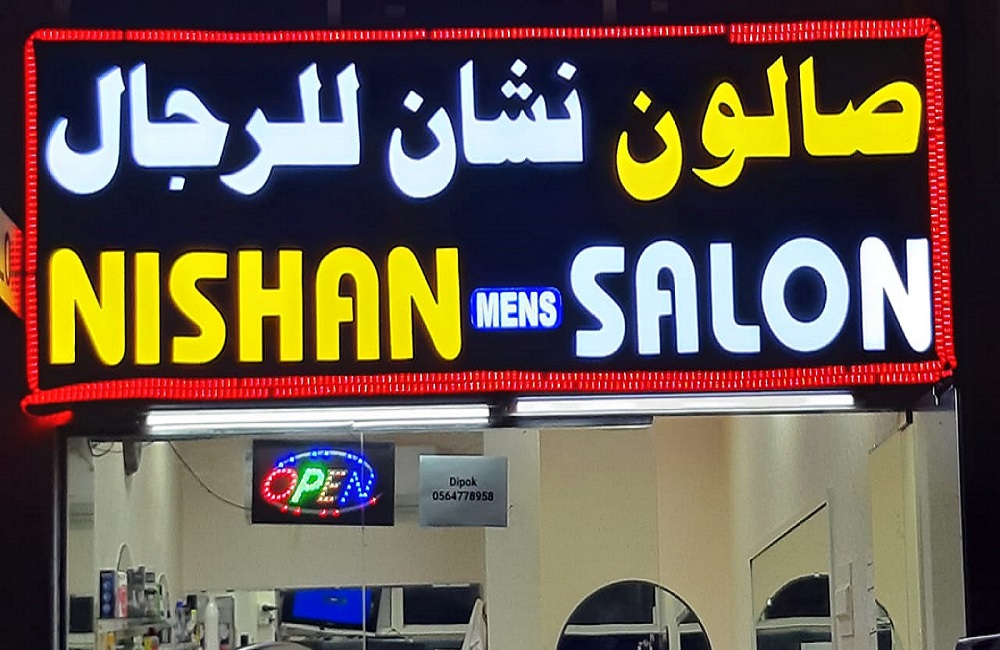 صالون نشان للرجال
NISHAN MENS SALON
OPEN
Dipok
0564778958